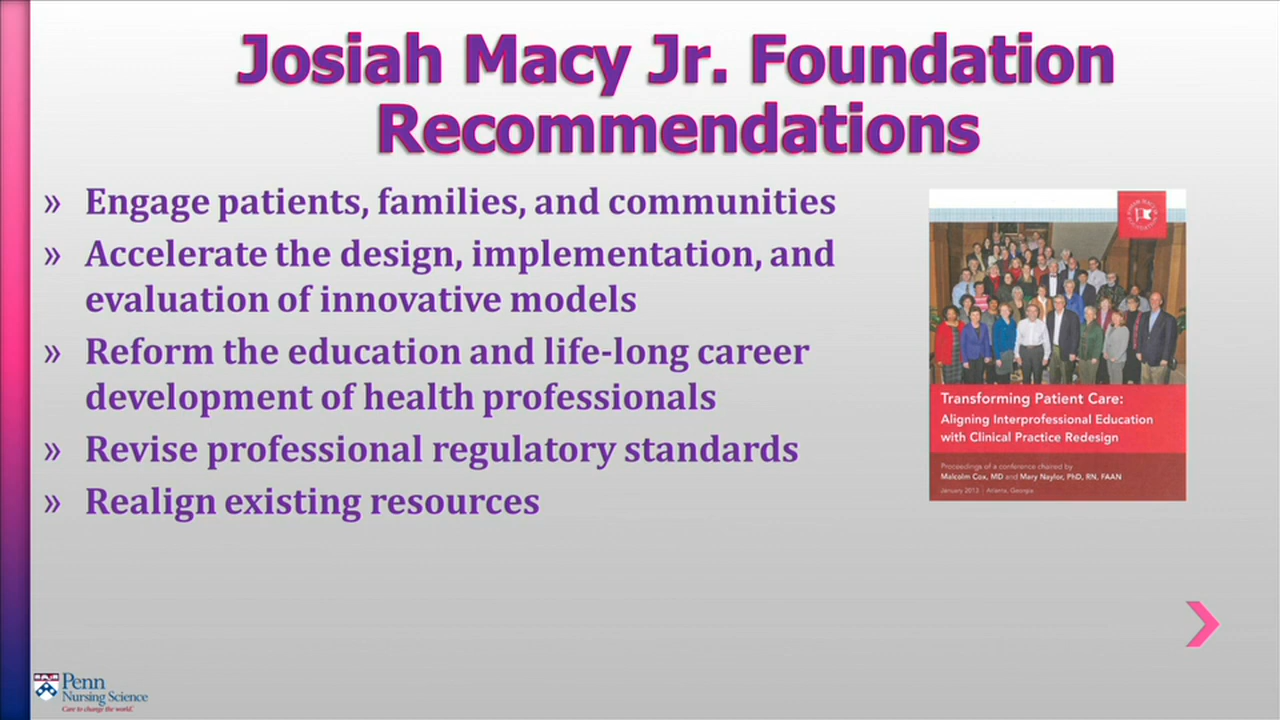 Josiah Macy Jr. Foundation
Recommendations
» Engage patients, families, and communities
» Accelerate the design, implementation, and
evaluation of innovative models
» Reform the education and life-long career
development of health professionals
» Revise professional regulatory standards
» Realign existing resources
Transforming Patient Care:
Aligning Interprofessional Education
with Clinical Practice Redesign
Proceedings of a conference chaired by
Malcolm Cox, MD and Mary Naylor, PhD, RN, FAAN
January 2013 | Atlanta, Georgia
Penn
Nursing Science
Care to change the world.